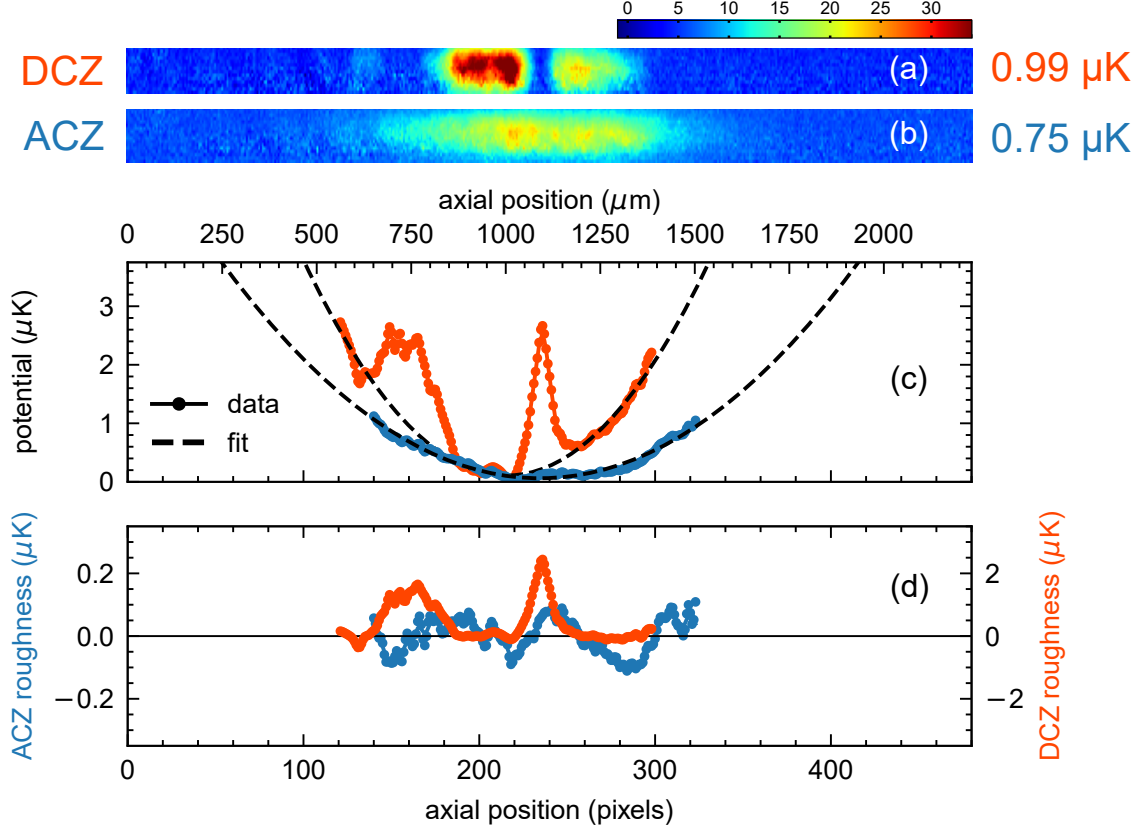 0 5 10 15 20 25 30
DCZ (a) 0.99 µK
ACZ (b) 0.75 µK
axial position (µm)
0 250 500 750 1000 1250 1500 1750 2000
potential (µK)
3
2
1
0
(c)
data
fit
ACZ roughness (µK)
0.2
0.0
−0.2
(d)
2
0
−2
DCZ roughness (µK)
0 100 200 300 400
axial position (pixels)